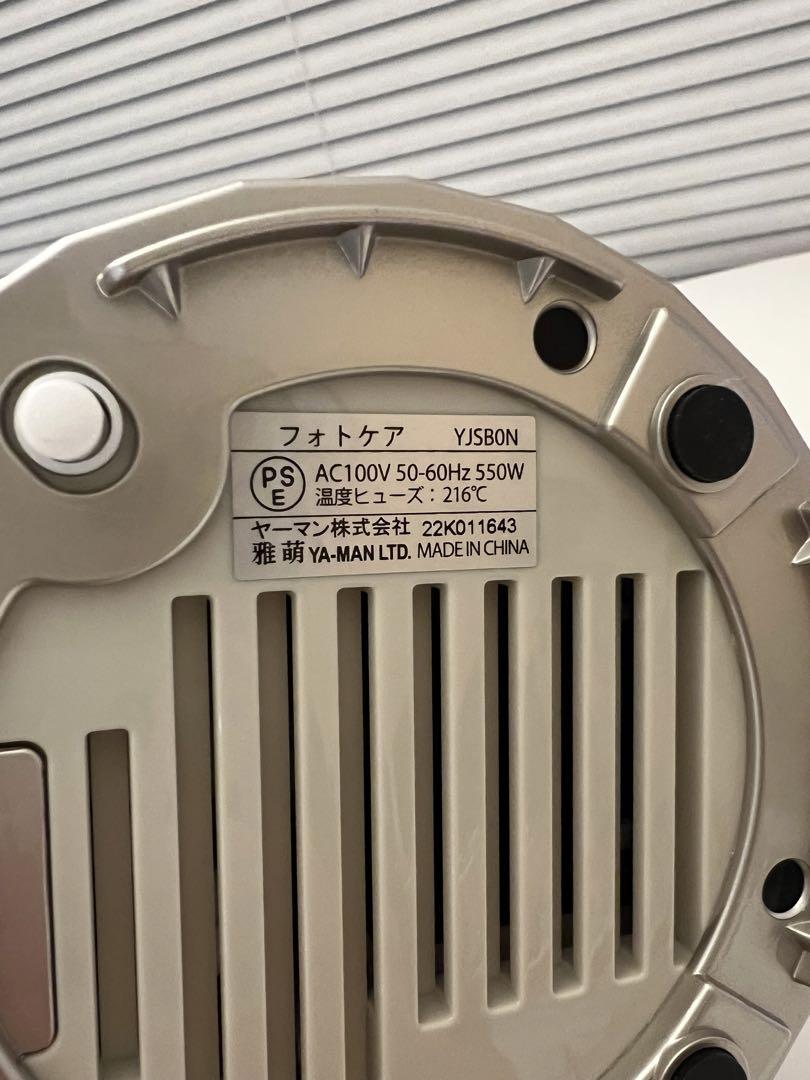 フォトケア YJSB0N
PS
E
AC100V 50-60Hz 550W
温度ヒューズ：216℃
ヤーマン株式会社 22K011643
雅萌 YA-MAN LTD. MADE IN CHINA